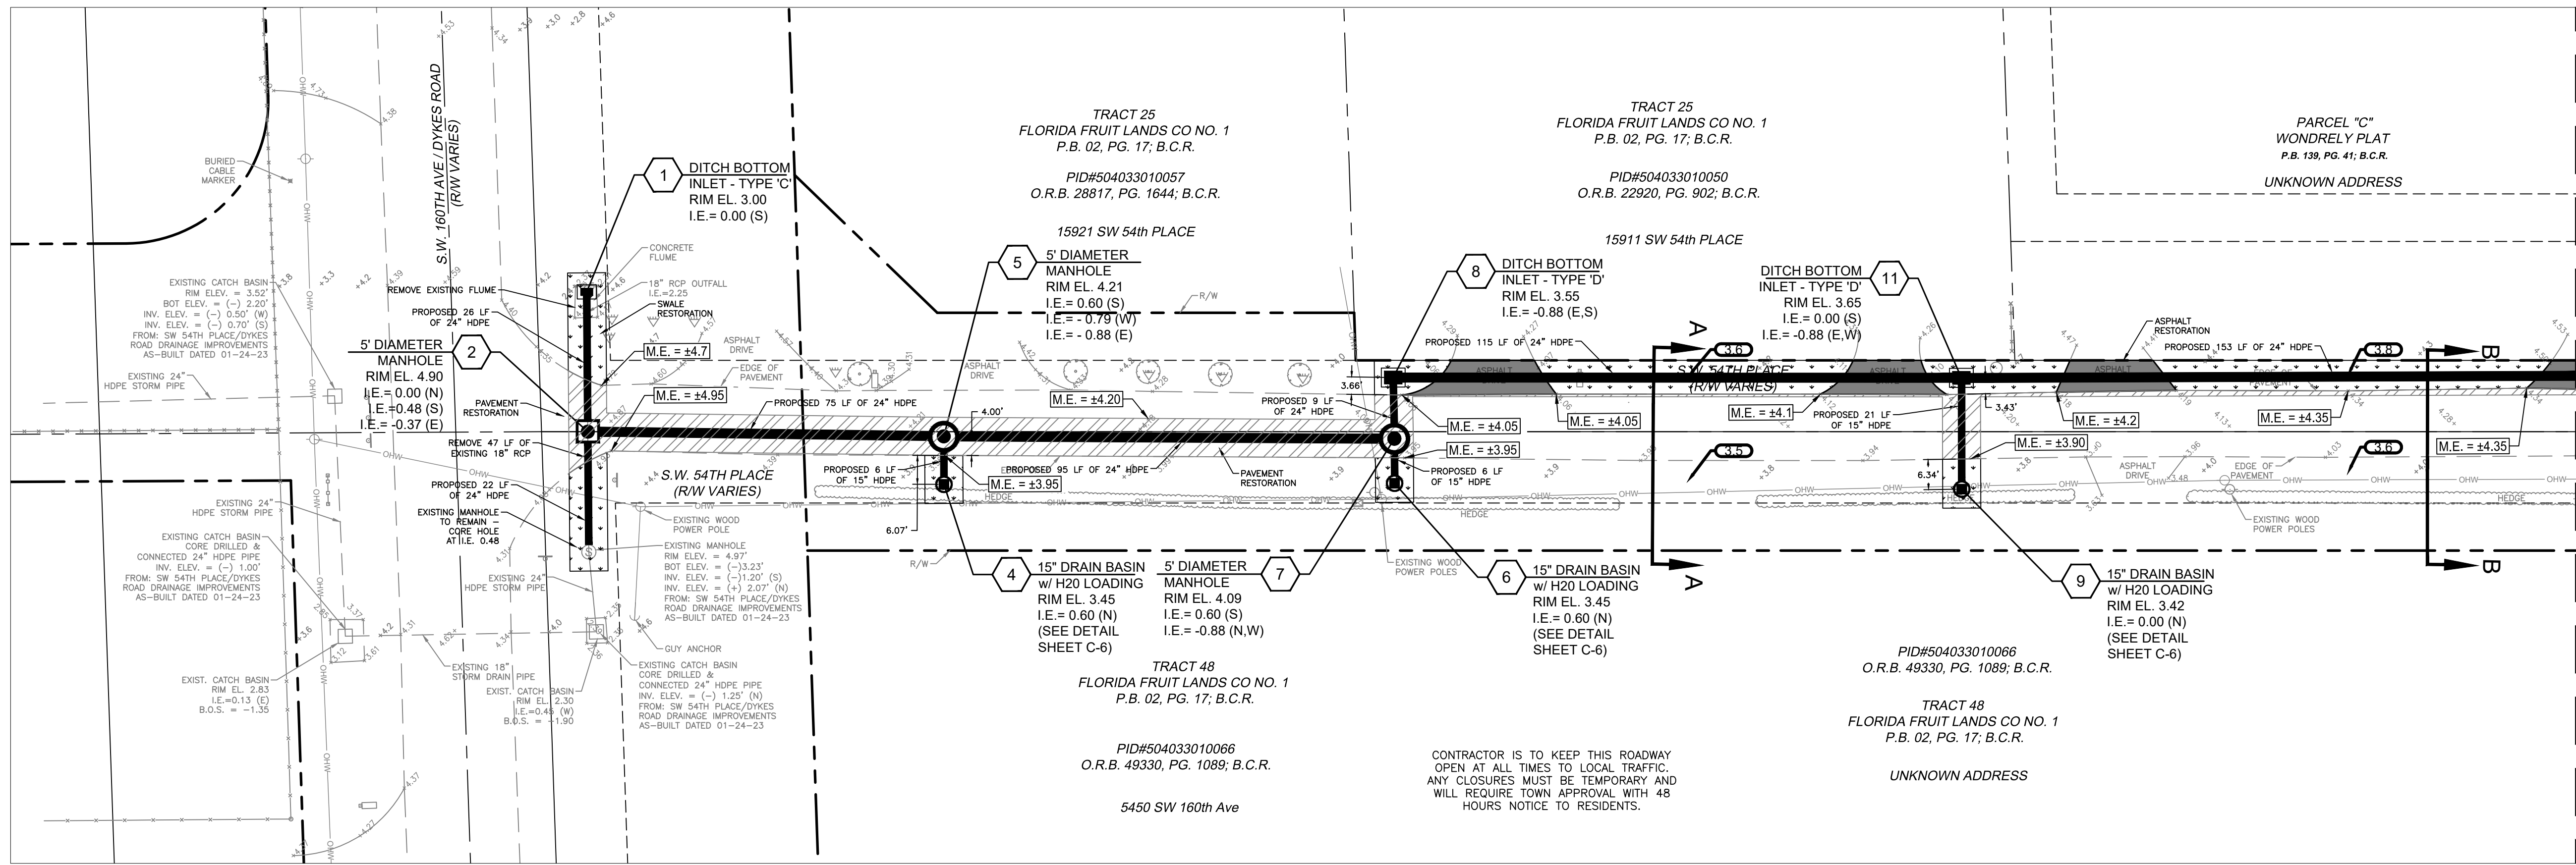 S.W. 160TH AVE / DYKES ROAD
(R/W VARIES)
BURIED
CABLE
MARKER
1
DITCH BOTTOM
INLET - TYPE 'C'
RIM EL. 3.00
I.E.= 0.00 (S)
CONCRETE
FLUME
18" RCP OUTFALL
I.E.=2.25
SWALE
RESTORATION
REMOVE EXISTING FLUME
PROPOSED 26 LF
OF 24" HDPE
EXISTING CATCH BASIN
RIM ELEV. = 3.52'
BOT ELEV. = (-) 2.20'
INV. ELEV. = (-) 0.50' (W)
INV. ELEV. = (-) 0.70' (S)
FROM: SW 54TH PLACE/DYKES
ROAD DRAINAGE IMPROVEMENTS
AS-BUILT DATED 01-24-23
2
5' DIAMETER
MANHOLE
RIM EL. 4.90
I.E.= 0.00 (N)
I.E.=0.48 (S)
I.E.= -0.37 (E)
EXISTING 24"
HDPE STORM PIPE
PAVEMENT
RESTORATION
REMOVE 47 LF OF
EXISTING 18" RCP
PROPOSED 22 LF
OF 24" HDPE
EXISTING MANHOLE
TO REMAIN -
CORE HOLE
AT I.E. 0.48
EXISTING 24"
HDPE STORM PIPE
EXISTING CATCH BASIN
CORE DRILLED &
CONNECTED 24" HDPE PIPE
INV. ELEV. = (-) 1.00'
FROM: SW 54TH PLACE/DYKES
ROAD DRAINAGE IMPROVEMENTS
AS-BUILT DATED 01-24-23
EXISTING 24"
HDPE STORM PIPE
EXIST. CATCH BASIN
RIM EL. 2.83
I.E.=0.13 (E)
B.O.S. = -1.35
EXISTING 18"
STORM DRAIN PIPE
EXIST. CATCH BASIN
RIM EL. 2.30
I.E.=0.45 (W)
B.O.S. = -1.90
EXISTING WOOD
POWER POLE
EXISTING MANHOLE
RIM ELEV. = 4.97'
BOT ELEV. = (-)3.23'
INV. ELEV. = (-)1.20' (S)
INV. ELEV. = (+) 2.07' (N)
FROM: SW 54TH PLACE/DYKES
ROAD DRAINAGE IMPROVEMENTS
AS-BUILT DATED 01-24-23
GUY ANCHOR
EXISTING CATCH BASIN
CORE DRILLED &
CONNECTED 24" HDPE PIPE
INV. ELEV. = (-) 1.25' (N)
FROM: SW 54TH PLACE/DYKES
ROAD DRAINAGE IMPROVEMENTS
AS-BUILT DATED 01-24-23
M.E. = ±4.7
EDGE OF
PAVEMENT
ASPHALT
DRIVE
M.E. = ±4.95
PROPOSED 75 LF OF 24" HDPE
S.W. 54TH PLACE
(R/W VARIES)
TRACT 25
FLORIDA FRUIT LANDS CO NO. 1
P.B. 02, PG. 17; B.C.R.
PID#504033010057
O.R.B. 28817, PG. 1644; B.C.R.
15921 SW 54th PLACE
5
5' DIAMETER
MANHOLE
RIM EL. 4.21
I.E.= 0.60 (S)
I.E.= - 0.79 (W)
I.E.= - 0.88 (E)
R/W
ASPHALT
DRIVE
M.E. = ±4.20
4.00'
PROPOSED 6 LF
OF 15" HDPE
PROPOSED 95 LF OF 24" HDPE
M.E. = ±3.95
PAVEMENT
RESTORATION
HEDGE
6.07'
R/W
4
15" DRAIN BASIN
w/ H20 LOADING
RIM EL. 3.45
I.E.= 0.60 (N)
(SEE DETAIL
SHEET C-6)
5' DIAMETER
MANHOLE
RIM EL. 4.09
I.E.= 0.60 (S)
I.E.= -0.88 (N,W)
7
TRACT 48
FLORIDA FRUIT LANDS CO NO. 1
P.B. 02, PG. 17; B.C.R.
PID#504033010066
O.R.B. 49330, PG. 1089; B.C.R.
5450 SW 160th Ave
TRACT 25
FLORIDA FRUIT LANDS CO NO. 1
P.B. 02, PG. 17; B.C.R.
PID#504033010050
O.R.B. 22920, PG. 902; B.C.R.
15911 SW 54th PLACE
8
DITCH BOTTOM
INLET - TYPE 'D'
RIM EL. 3.55
I.E.=-0.88 (E,S)
DITCH BOTTOM
INLET - TYPE 'D'
RIM EL. 3.65
I.E.= 0.00 (S)
I.E.= -0.88 (E,W)
11
PROPOSED 115 LF OF 24" HDPE
A
3.6
S.W. 54TH PLACE
(R/W VARIES)
3.66'
PROPOSED 9 LF
OF 24" HDPE
M.E. = ±4.05
M.E. = ±4.05
M.E. = ±3.95
M.E. = ±4.1
PROPOSED 21 LF
OF 15" HDPE
3.43'
PROPOSED 6 LF
OF 15" HDPE
3.5
HEDGE
EXISTING WOOD
POWER POLES
A
6
15" DRAIN BASIN
w/ H20 LOADING
RIM EL. 3.45
I.E.= 0.60 (N)
(SEE DETAIL
SHEET C-6)
CONTRACTOR IS TO KEEP THIS ROADWAY
OPEN AT ALL TIMES TO LOCAL TRAFFIC.
ANY CLOSURES MUST BE TEMPORARY AND
WILL REQUIRE TOWN APPROVAL WITH 48
HOURS NOTICE TO RESIDENTS.
PARCEL "C"
WONDRELY PLAT
P.B. 139, PG. 41; B.C.R.
UNKNOWN ADDRESS
ASPHALT
RESTORATION
PROPOSED 153 LF OF 24" HDPE
3.8
B
M.E. = ±4.2
M.E. = ±4.35
M.E. = ±3.90
M.E. = ±4.35
3.6
6.34'
ASPHALT
DRIVE
EDGE OF
PAVEMENT
HEDGE
EXISTING WOOD
POWER POLES
B
9
15" DRAIN BASIN
w/ H20 LOADING
RIM EL. 3.42
I.E.= 0.00 (N)
(SEE DETAIL
SHEET C-6)
PID#504033010066
O.R.B. 49330, PG. 1089; B.C.R.
TRACT 48
FLORIDA FRUIT LANDS CO NO. 1
P.B. 02, PG. 17; B.C.R.
UNKNOWN ADDRESS